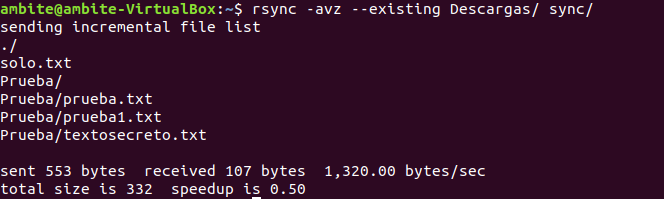 ambite@ambite-VirtualBox:~$ rsync -avz --existing Descargas/ sync/
sending incremental file list
./
solo.txt
Prueba/
Prueba/prueba.txt
Prueba/prueba1.txt
Prueba/textosecreto.txt
sent 553 bytes  received 107 bytes  1,320.00 bytes/sec
total size is 332  speedup is 0.50